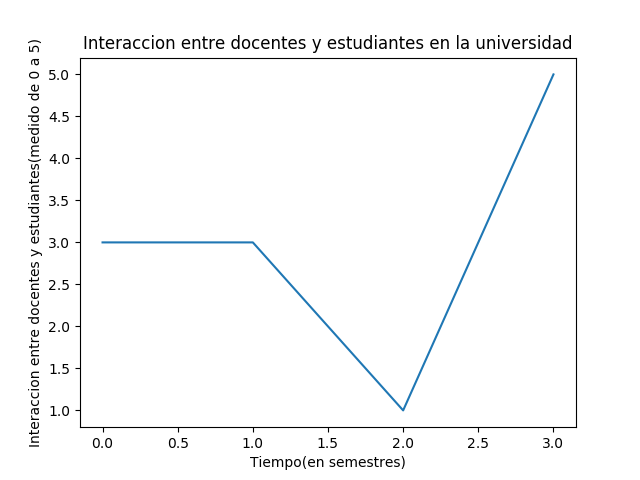 Interaccion entre docentes y estudiantes en la universidad
Interaccion entre docentes y estudiantes(medido de 0 a 5)
5.0
4.5
4.0
3.5
3.0
2.5
2.0
1.5
1.0
0.0 0.5 1.0 1.5 2.0 2.5 3.0
Tiempo(en semestres)